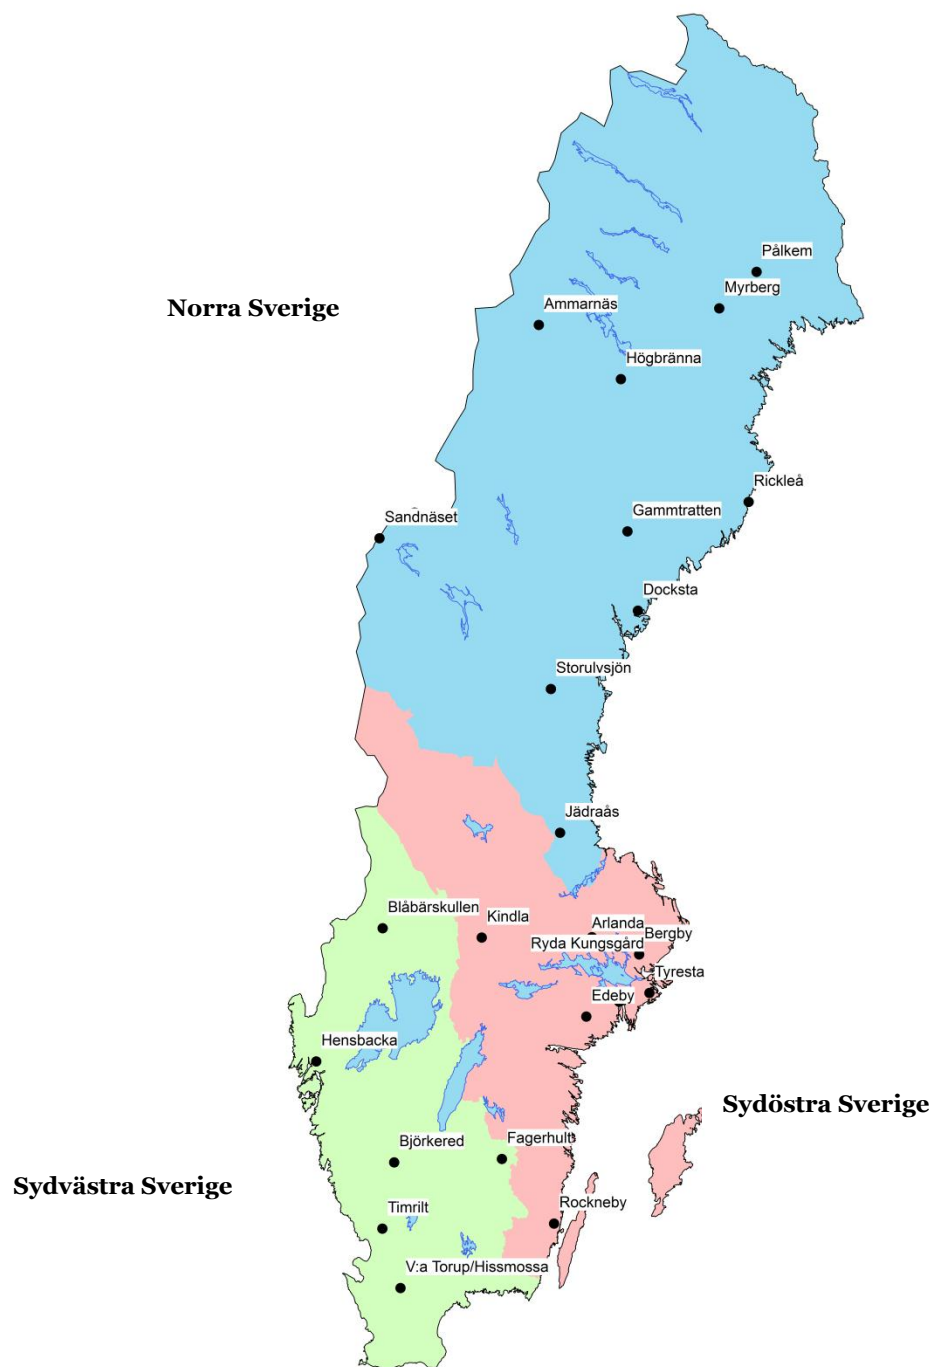 Pålkem
Myrberg
Ammarnäs
Norra Sverige
Högbränna
Rickleå
Gammtratten
Sandnäset
Docksta
Storulvsjön
Jädraås
Blåbärskullen
Kindla
Arlanda
Bergby
Ryda Kungsgård
Tyresta
Edeby
Hensbacka
Sydöstra Sverige
Björkered
Fagerhult
Sydvästra Sverige
Timrilt
Rockneby
V:a Torup/Hissmossa